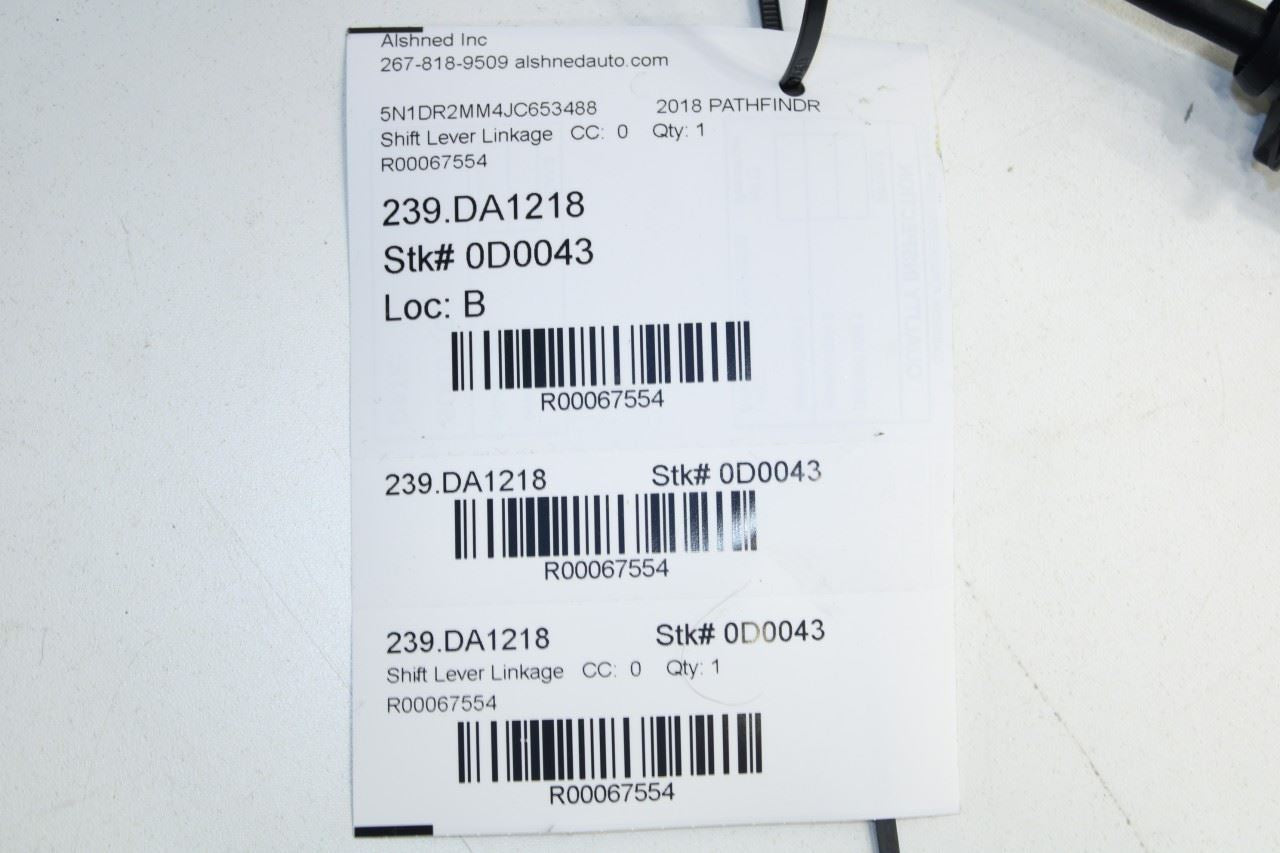 Alshned Inc
267-818-9509 alshnedauto.com
5N1DR2MM4JC653488 2018 PATHFINDR
Shift Lever Linkage CC: 0 Qty: 1
R00067554
239.DA1218
Stk# 0D0043
Loc: B
R00067554
239.DA1218 Stk# 0D0043
R00067554
239.DA1218 Stk# 0D0043
Shift Lever Linkage CC: 0 Qty: 1
R00067554
R00067554